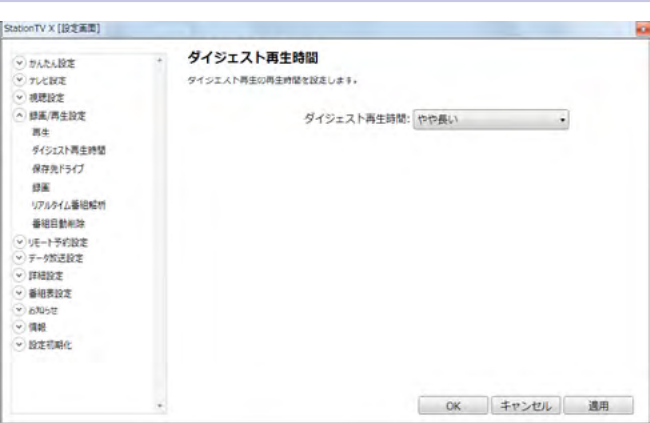 StationTV X [設定画面]
かんたん設定
テレビ設定
視聴設定
録画/再生設定
再生
ダイジェスト再生時間
保存先ドライブ
録画
リアルタイム番組解析
番組自動削除
リモート予約設定
データ放送設定
詳細設定
番組表設定
お知らせ
情報
設定初期化
ダイジェスト再生時間
ダイジェスト再生の再生時間を設定します。
ダイジェスト再生時間: やや長い
OK キャンセル 適用